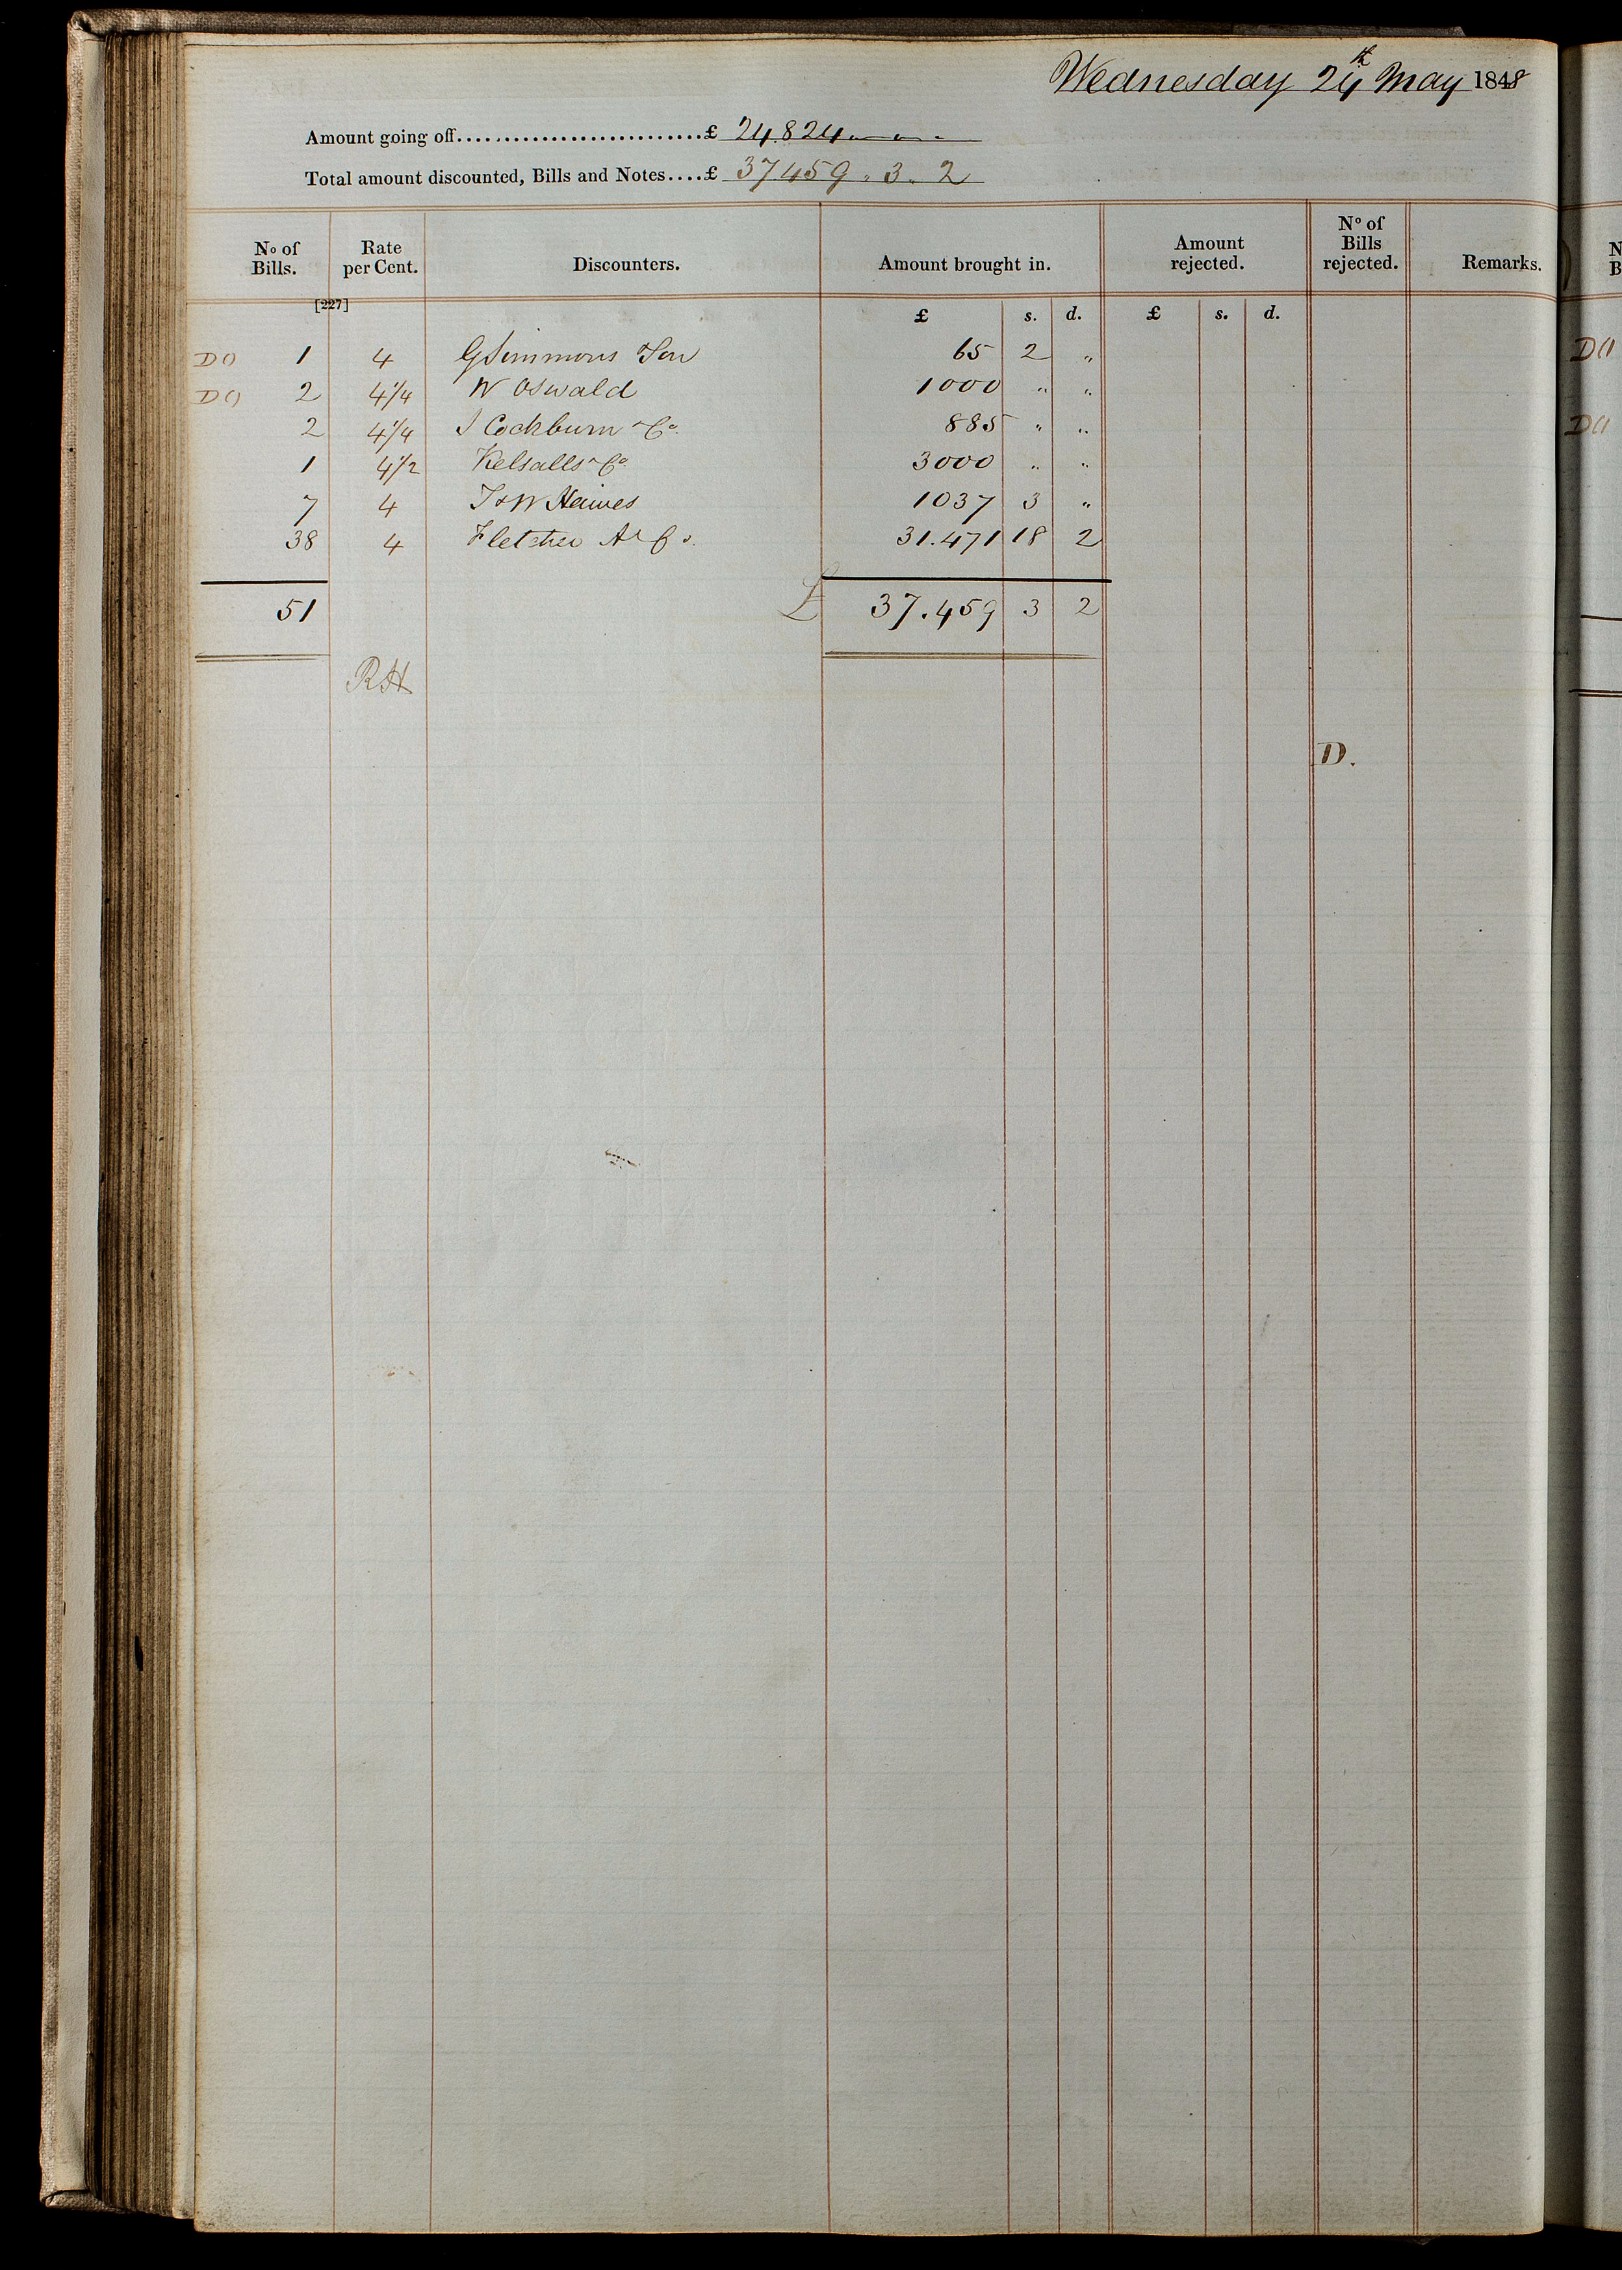 Wednesday 24th May 1848
Amount going off..........................£ 24.824 " "
Total amount discounted, Bills and Notes....£ 37459 . 3 . 2
No of Bills. Rate per Cent. Discounters. Amount brought in. Amount rejected. No of Bills rejected. Remarks.
[227]
£ s. d. £ s. d.
DO 1 4 G Simmons & Son 65 2 "
DO 2 4 1/4 W Oswald 1000 " "
2 4 1/4 Cockburn & Co. 885 " "
1 4 1/2 Kelsalls & Co 3000 " "
7 4 T & W Haines 1037 3 "
38 4 Fletcher A & Co. 31.471 18 2
51 £ 37.459 3 2
RH
D.